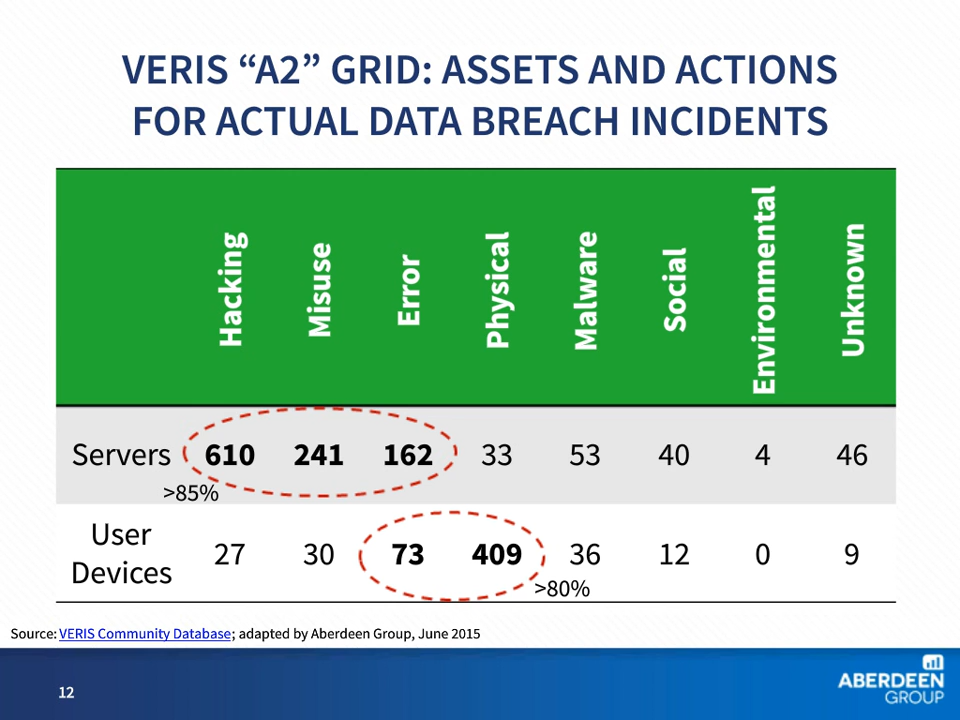 VERIS “A2” GRID: ASSETS AND ACTIONS
FOR ACTUAL DATA BREACH INCIDENTS
Hacking Misuse Error Physical Malware Social Environmental Unknown
Servers 610 241 162 33 53 40 4 46
>85%
User
Devices 27 30 73 409 36 12 0 9
>80%
Source: VERIS Community Database; adapted by Aberdeen Group, June 2015
12
ABERDEEN
GROUP